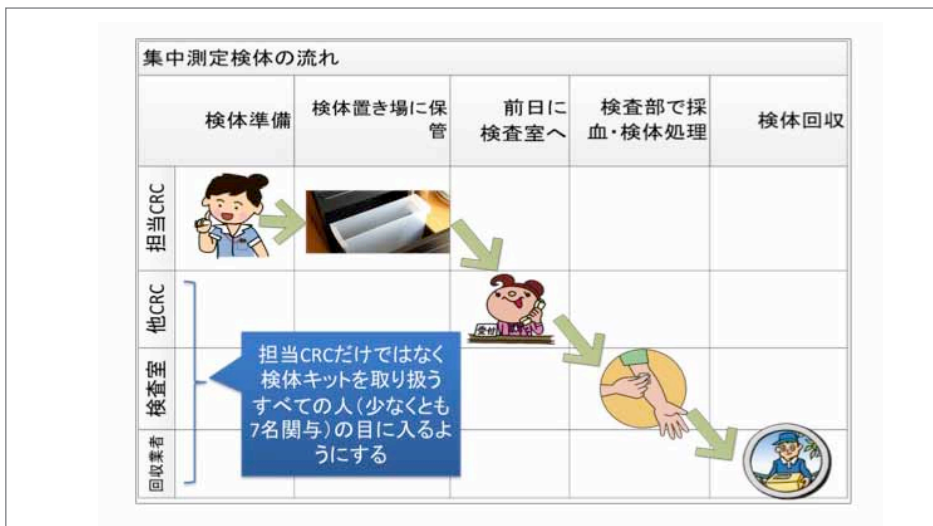 集中測定検体の流れ
検体準備
検体置き場に保
管
前日に
検査室へ
検査部で採
血・検体処理
検体回収
担当CRC
他CRC
受付
検査室
回収業者
担当CRCだけではなく
検体キットを取り扱う
すべての人(少なくとも
7名関与)の目に入るよ
うにする